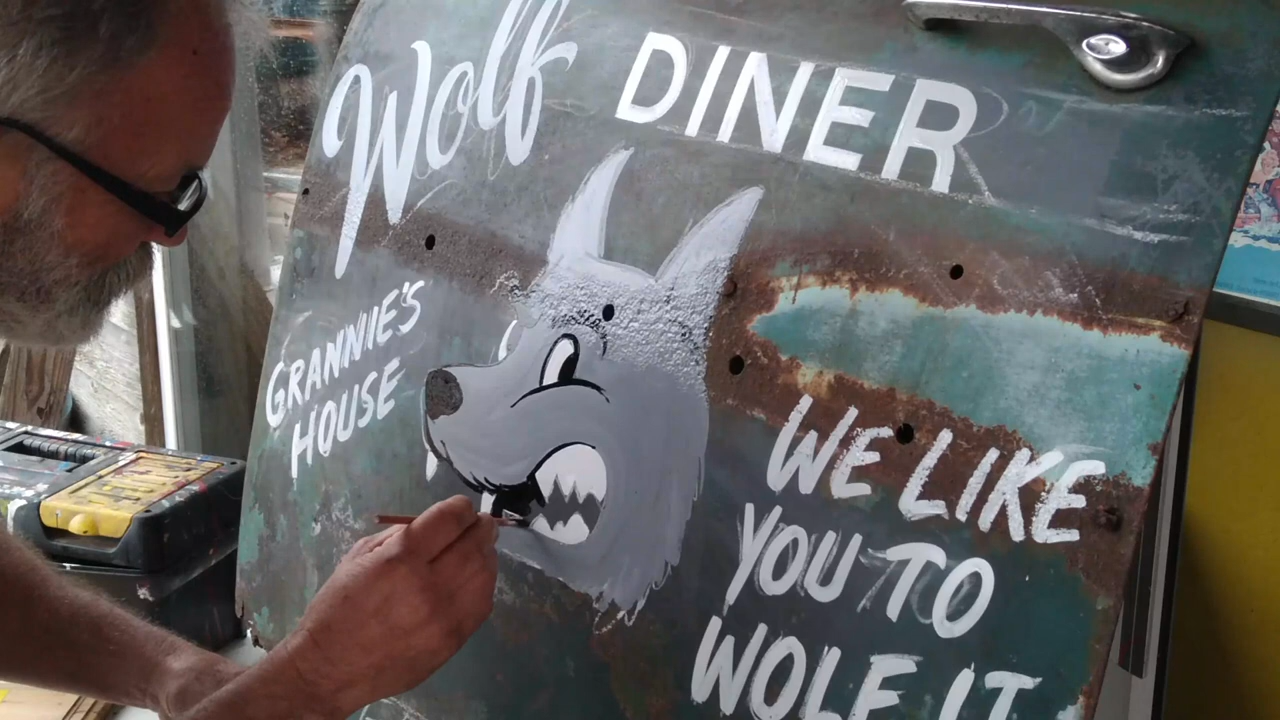 Wolf DINER
GRANNIE'S
HOUSE
WE LIKE
YOU TO
WOLF IT